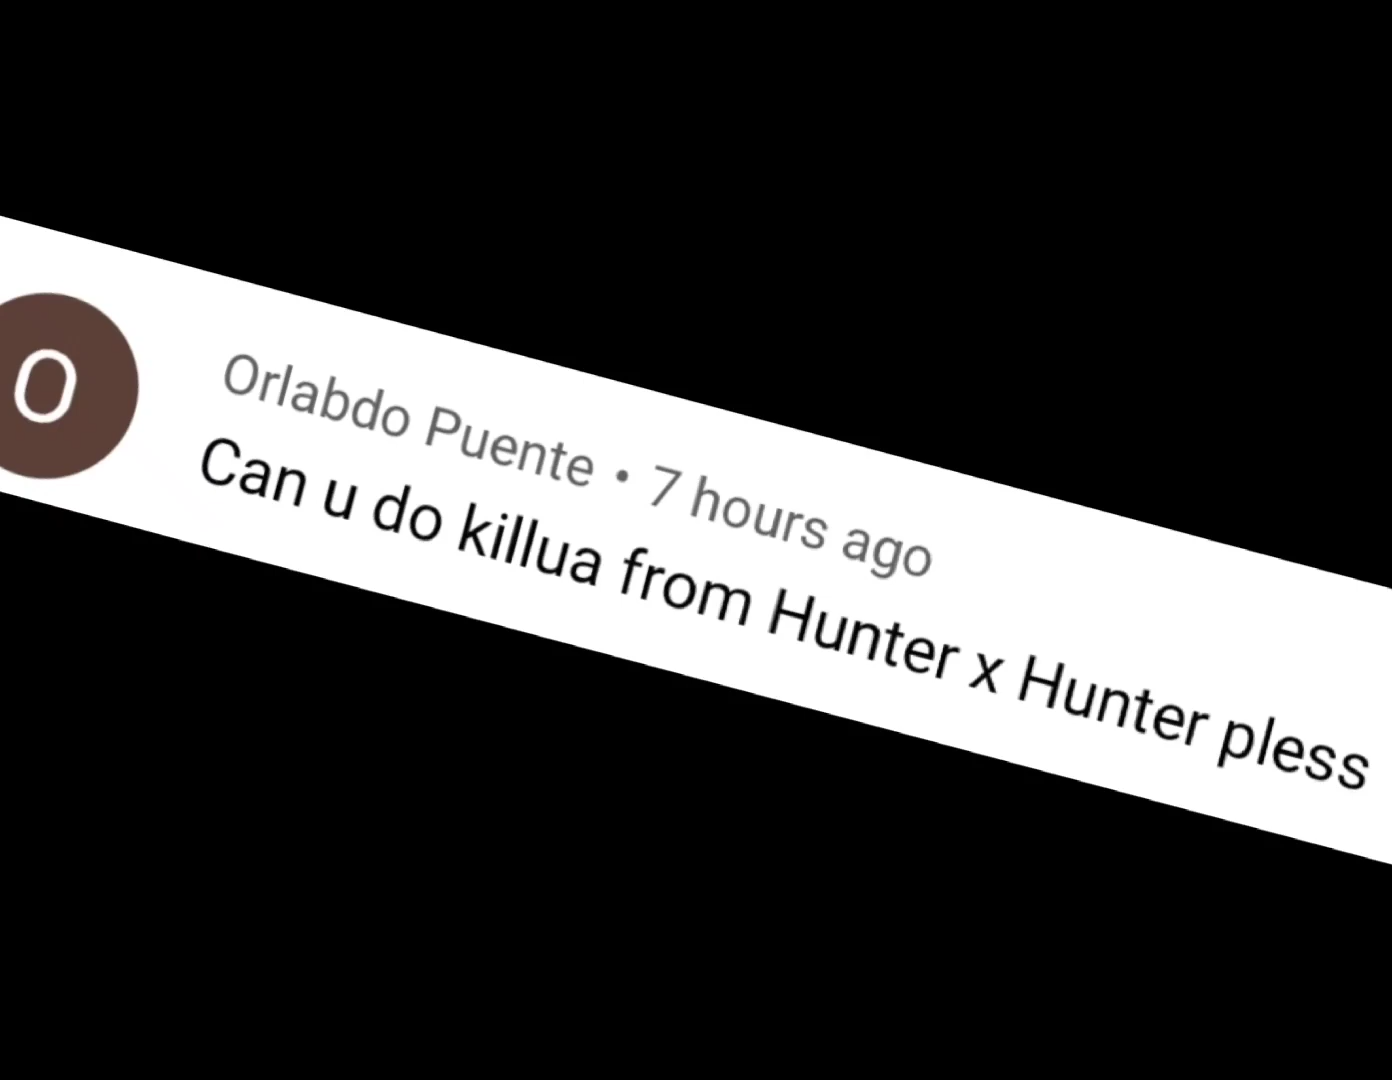 O
Orlabdo Puente • 7 hours ago
Can u do killua from Hunter x Hunter pless